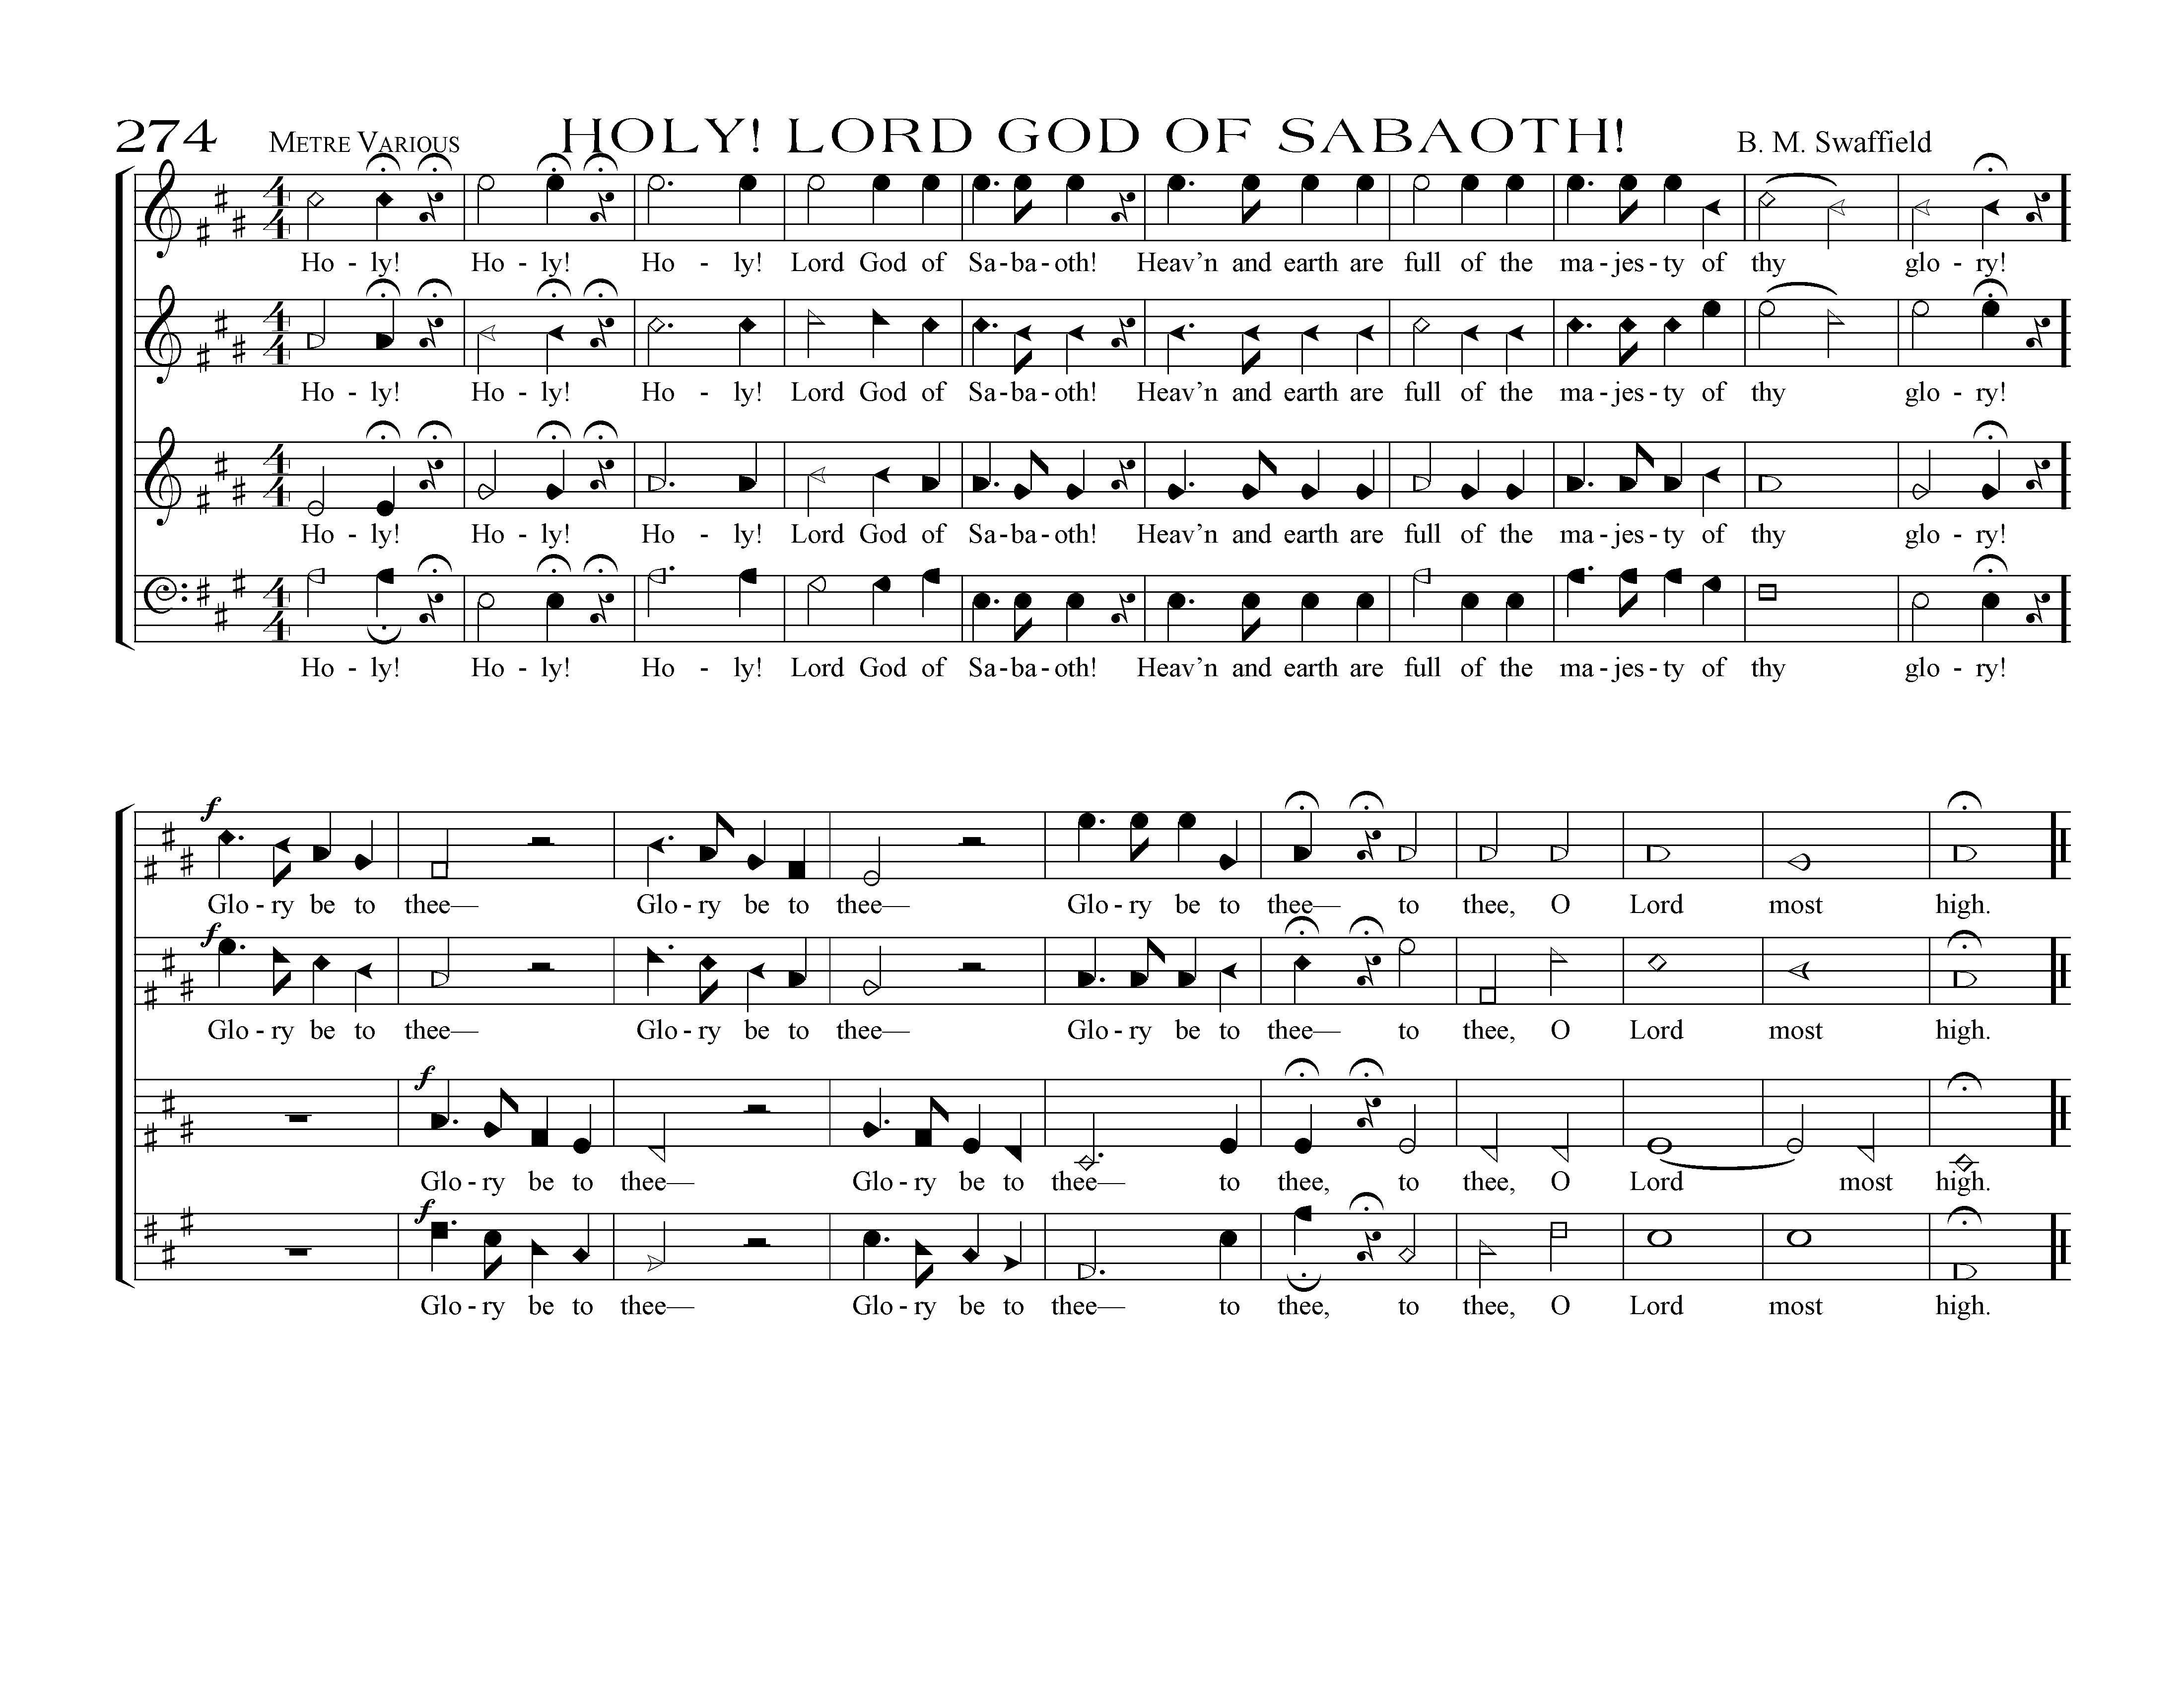 274 METRE VARIOUS HOLY! LORD GOD OF SABAOTH! B. M. Swaffield
4 4
Ho - ly! Ho - ly! Ho - ly! Lord God of Sa-ba-oth! Heav’n and earth are full of the ma-jes-ty of thy glo - ry!
4 4
Ho - ly! Ho - ly! Ho - ly! Lord God of Sa-ba-oth! Heav’n and earth are full of the ma-jes-ty of thy glo - ry!
4 4
Ho - ly! Ho - ly! Ho - ly! Lord God of Sa-ba-oth! Heav’n and earth are full of the ma-jes-ty of thy glo - ry!
4 4
Ho - ly! Ho - ly! Ho - ly! Lord God of Sa-ba-oth! Heav’n and earth are full of the ma-jes-ty of thy glo - ry!
f
Glo-ry be to thee— Glo-ry be to thee— Glo-ry be to thee— to thee, O Lord most high.
f
Glo-ry be to thee— Glo-ry be to thee— Glo-ry be to thee— to thee, O Lord most high.
f
Glo-ry be to thee— Glo-ry be to thee— to thee, to thee, O Lord most high.
f
Glo-ry be to thee— Glo-ry be to thee— to thee, to thee, O Lord most high.